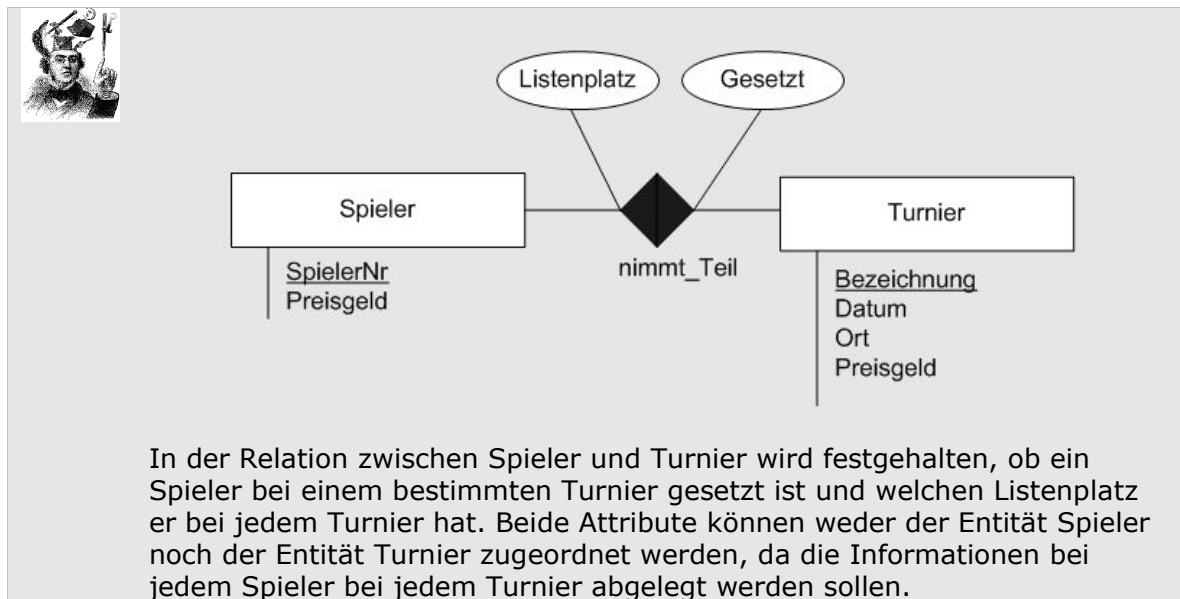 Listenplatz Gesetzt
Spieler Turnier
nimmt_Teil
SpielerNr
Preisgeld
Bezeichnung
Datum
Ort
Preisgeld
In der Relation zwischen Spieler und Turnier wird festgehalten, ob ein
Spieler bei einem bestimmten Turnier gesetzt ist und welchen Listenplatz
er bei jedem Turnier hat. Beide Attribute können weder der Entität Spieler
noch der Entität Turnier zugeordnet werden, da die Informationen bei
jedem Spieler bei jedem Turnier abgelegt werden sollen.